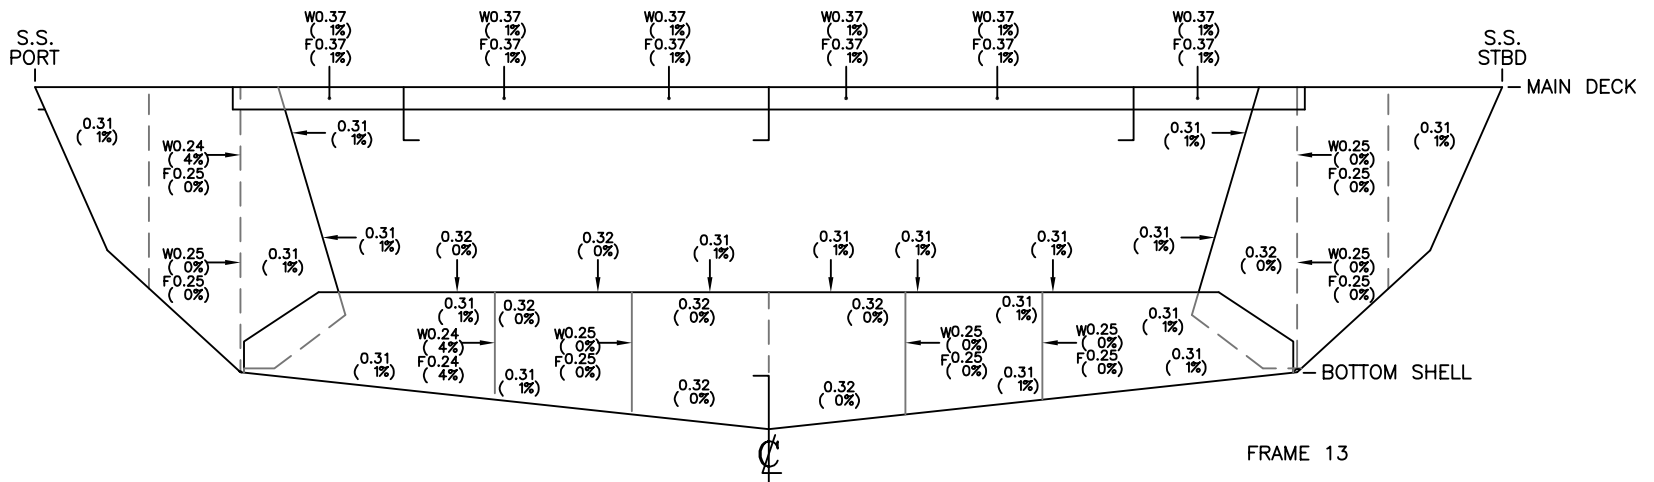 W0.37 W0.37 W0.37 W0.37 W0.37 W0.37
( 1%) ( 1%) ( 1%) ( 1%) ( 1%) ( 1%)
F0.37 F0.37 F0.37 F0.37 F0.37 F0.37
( 1%) ( 1%) ( 1%) ( 1%) ( 1%) ( 1%)
S.S.
PORT
S.S.
STBD
MAIN DECK
0.31 0.31 0.31 0.31
( 1%) ( 1%) ( 1%) ( 1%)
W0.24 W0.25
( 4%) ( 0%)
F0.25 F0.25
( 0%) ( 0%)
0.31 0.32 0.32 0.31 0.31 0.31 0.31 0.31
( 1%) ( 0%) ( 0%) ( 1%) ( 1%) ( 1%) ( 1%) ( 1%)
W0.25 0.31 0.32 W0.25
( 0%) ( 1%) ( 0%) ( 0%)
F0.25 F0.25
( 0%) ( 0%)
0.31 0.32 0.32 0.32 0.31 0.31
( 1%) ( 0%) ( 0%) ( 0%) ( 1%) ( 1%)
W0.24 W0.25 W0.25 W0.25
( 4%) ( 0%) ( 0%) ( 0%)
F0.24 F0.25 F0.25 F0.25
( 4%) ( 0%) ( 0%) ( 0%)
0.31 0.31
( 1%) ( 1%)
BOTTOM SHELL
0.31 0.32 0.32 0.31
( 1%) ( 0%) ( 0%) ( 1%)
FRAME 13